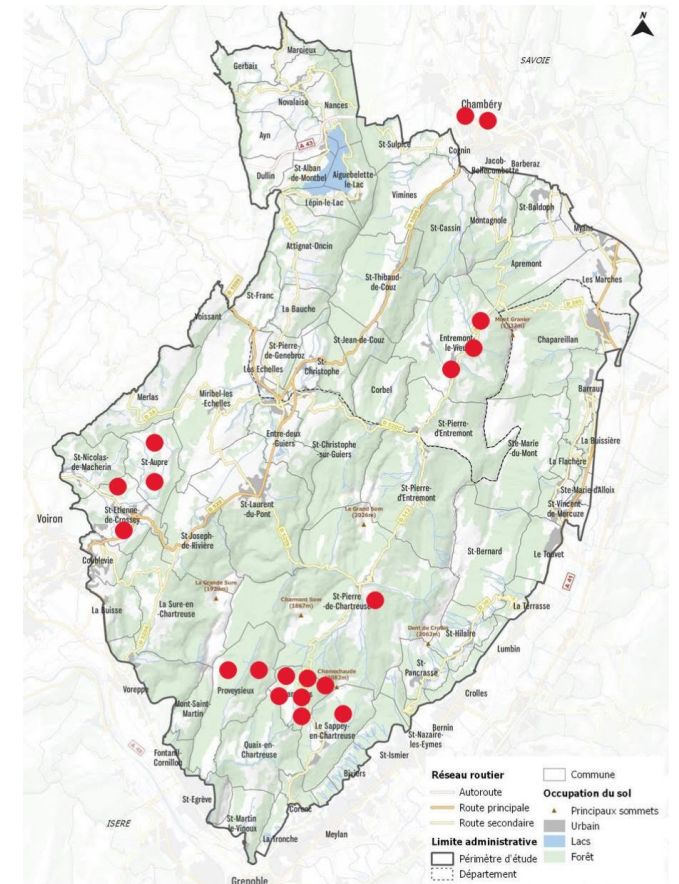 N
SAVOIE
Marcieux
Gerbaix
Novalaise
Nances
Chambéry
Ayn
A 43
St-Sulpice
Cognin
St-Alban
de-Montbel
Aiguebelette
-le-Lac
Jacob-
Bellecombette
Barberaz
Dullin
Lépin-le-Lac
Vimines
St-Baldoph
Montagnole
St-Cassin
Myans
Attignat-Oncin
Apremont
St-Thibaud-
de-Couz
Les Marches
St-Franc
La Bauche
Voissant
Mont Granier
(1932m)
St-Pierre-
de-Genebroz
St-Jean-de-Couz
Entremont
Chapareillan
Les Echelles
St-
Christophe
Merlas
Miribel-les
-Echelles
Corbel
Barraux
St-Pierre-
d'Entremont
Entre-deux
-Guiers
St-Christophe
-sur-Guiers
Ste-Marie
du-Mont
La Buissière
St-Nicolas-
de-Macherin
St-Aupre
La Flachère
St-Pierre-
d'Entremont
Ste-Marie-d'Alloix
St-Etienne
de-Crossey
St-Laurent
-du-Pont
Le Grand Som
(2026m)
St-Vincent-
de-Mercuze
Voiron
St-Joseph-
de-Rivière
St-Bernard
Le Touvet
Coublevie
La Grande Sure
Charmant Som
(1867m)
St-Pierre
-de-Chartreuse
A 41
La Buisse
La Sure-en
-Chartreuse
Dent de Crolles
(2062m)
St-Hilaire
La Terrasse
Lumbin
St-
Pancrasse
Chamechaude
Voreppe
Proveysieux
Crolles
Mont-Saint-
Martin
Le Sappey
en-Chartreuse
Bernin
St-Nazaire-
les-Eymes
Quaix-en-
Chartreuse
Fontanil-
Cornillon
St-Ismier
Biviers
St-Egrève
Corenc
ISERE
St-Martin
le-Vinoux
La Tronche
Meylan
Grenoble
Réseau routier
Autoroute
Route principale
Route secondaire
Limite administrative
Périmètre d'étude
Département
Commune
Occupation du sol
Principaux sommets
Urbain
Lacs
Forêt